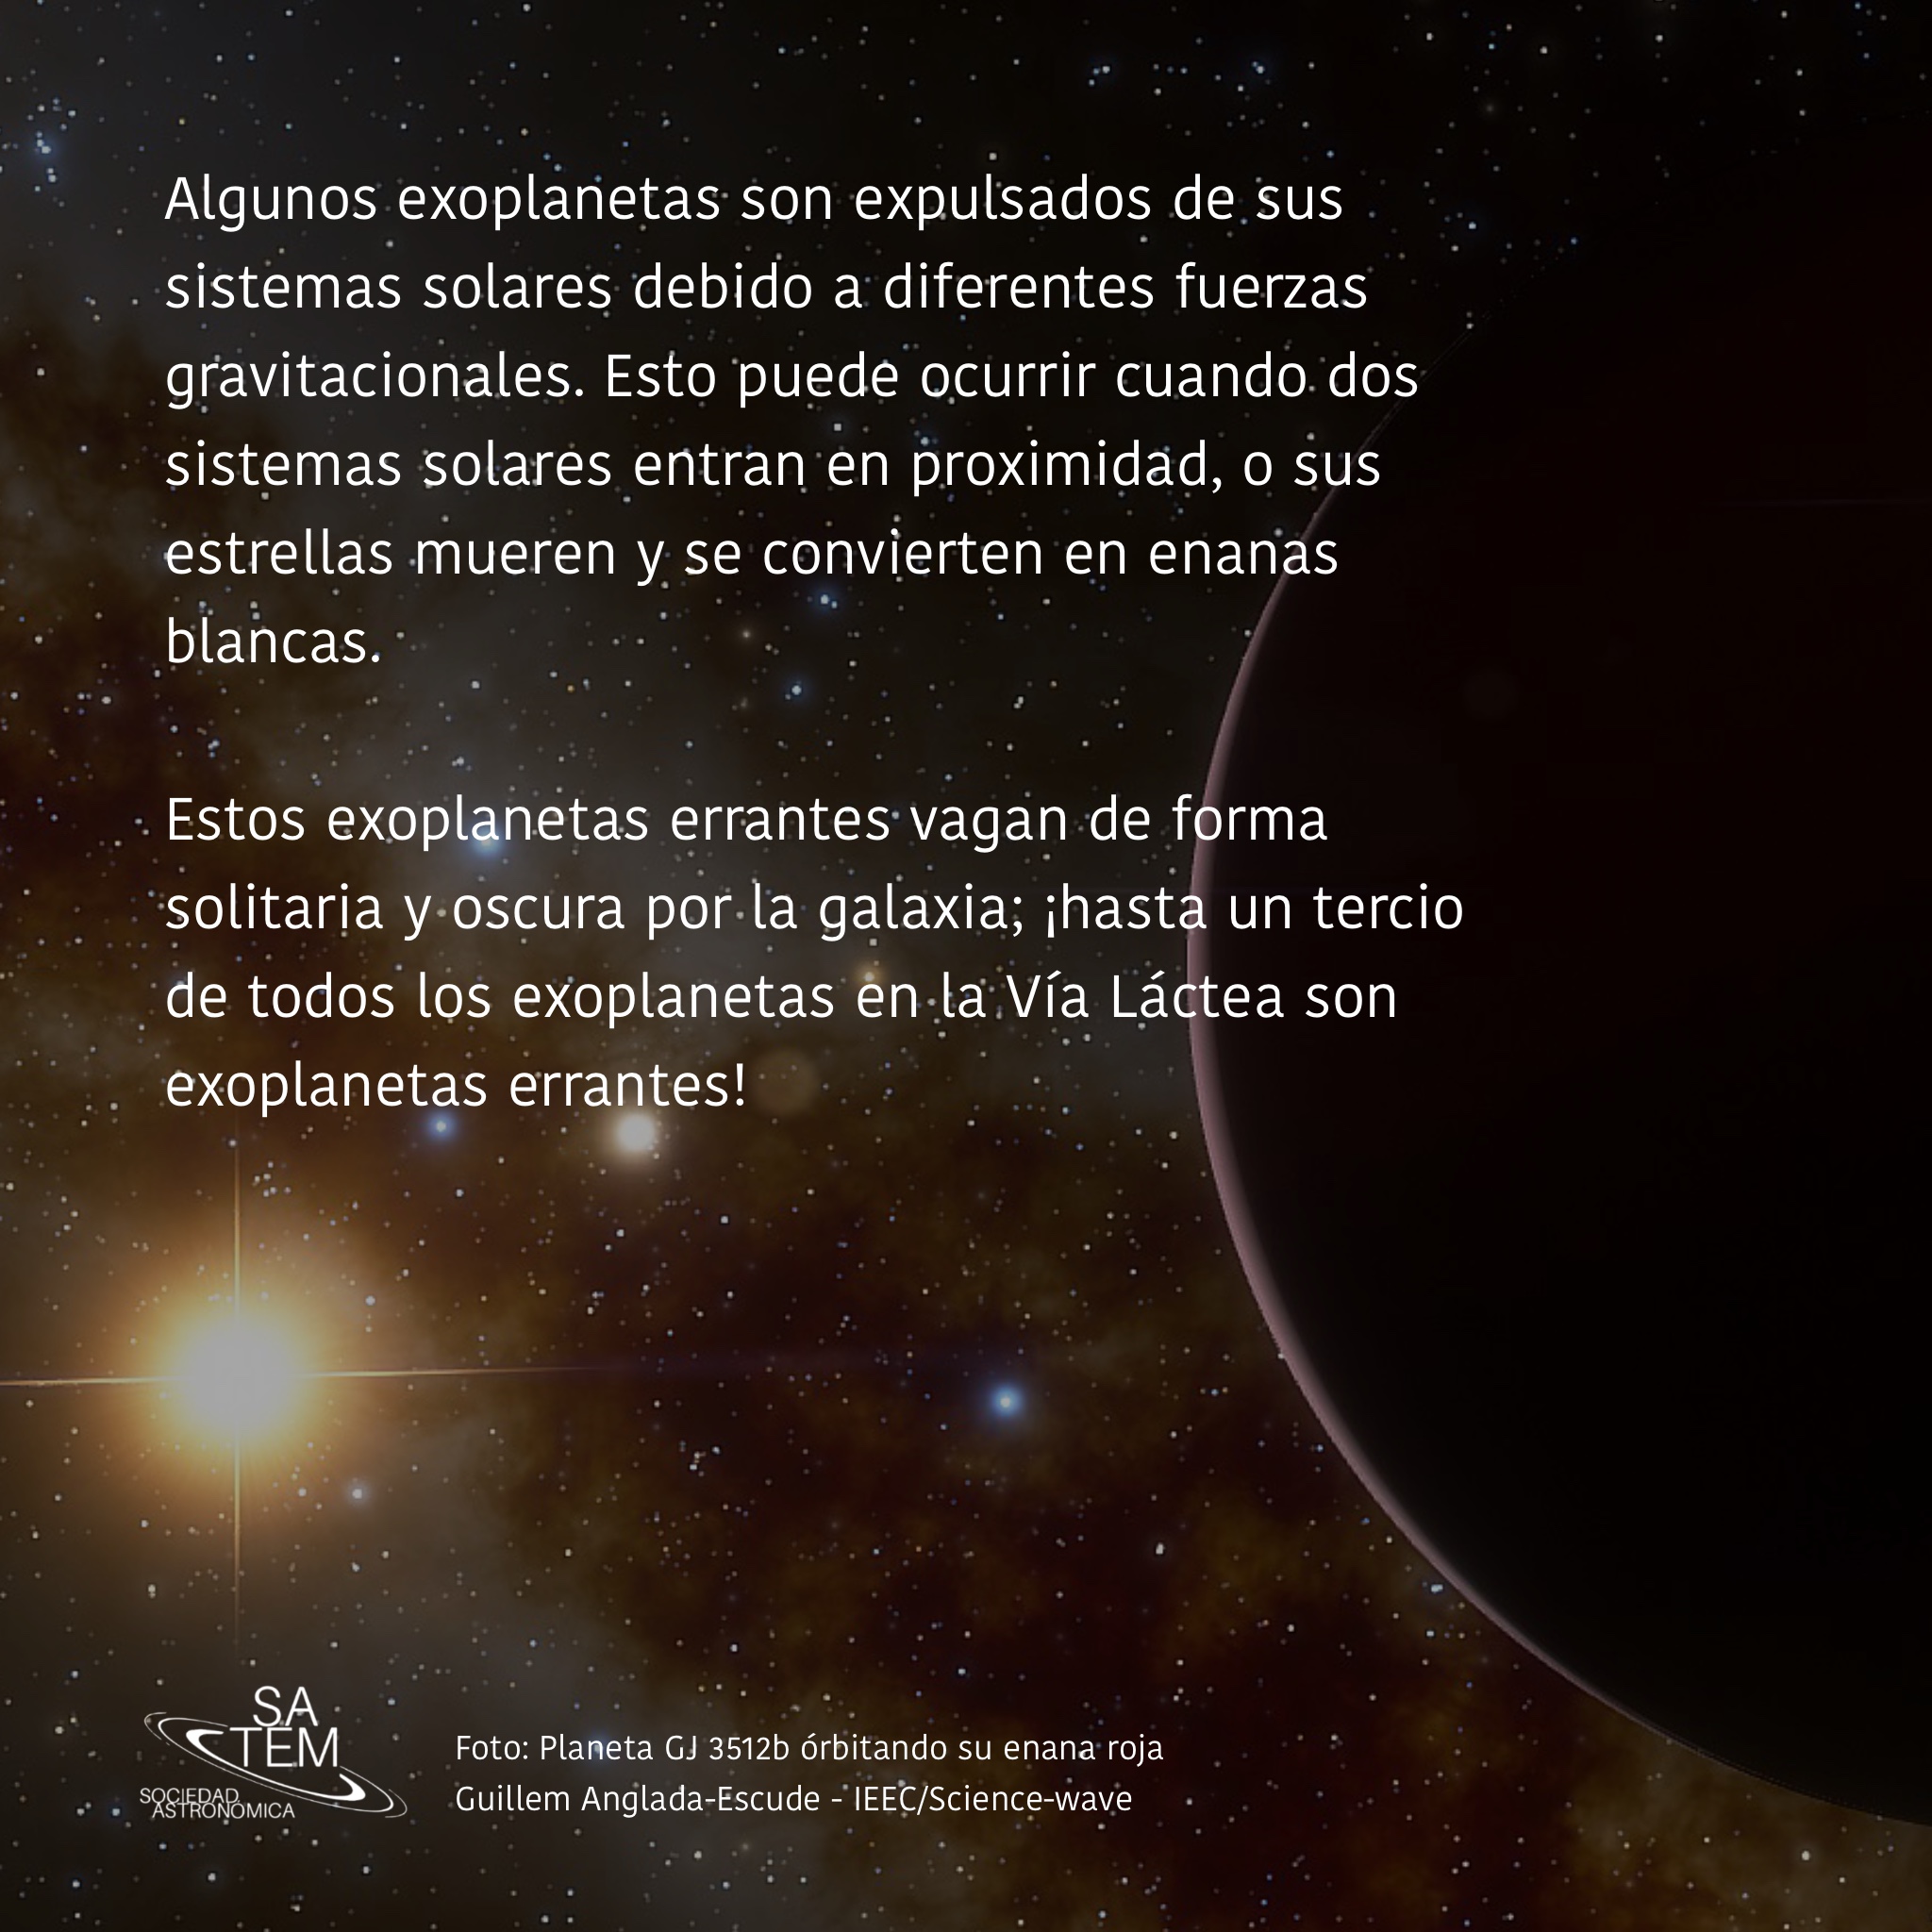 Algunos exoplanetas son expulsados de sus
sistemas solares debido a diferentes fuerzas
gravitacionales. Esto puede ocurrir cuando dos
sistemas solares entran en proximidad, o sus
estrellas mueren y se convierten en enanas
blancas.
Estos exoplanetas errantes vagan de forma
solitaria y oscura por la galaxia; ¡hasta un tercio
de todos los exoplanetas en la Vía Láctea son
exoplanetas errantes!
SA
TEM
SOCIEDAD
ASTRONÓMICA
Foto: Planeta GJ 3512b órbitando su enana roja
Guillem Anglada-Escude - IEEC/Science-wave